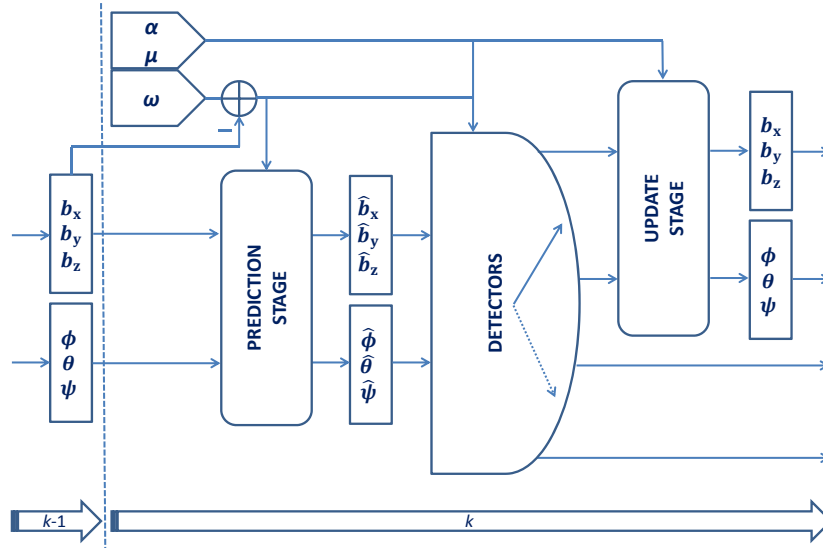 α
μ
ω
−
b_x
b_y
b_z
ϕ
θ
ψ
PREDICTION
STAGE
b̂_x
b̂_y
b̂_z
ϕ̂
θ̂
ψ̂
DETECTORS
UPDATE
STAGE
b_x
b_y
b_z
ϕ
θ
ψ
k-1
k